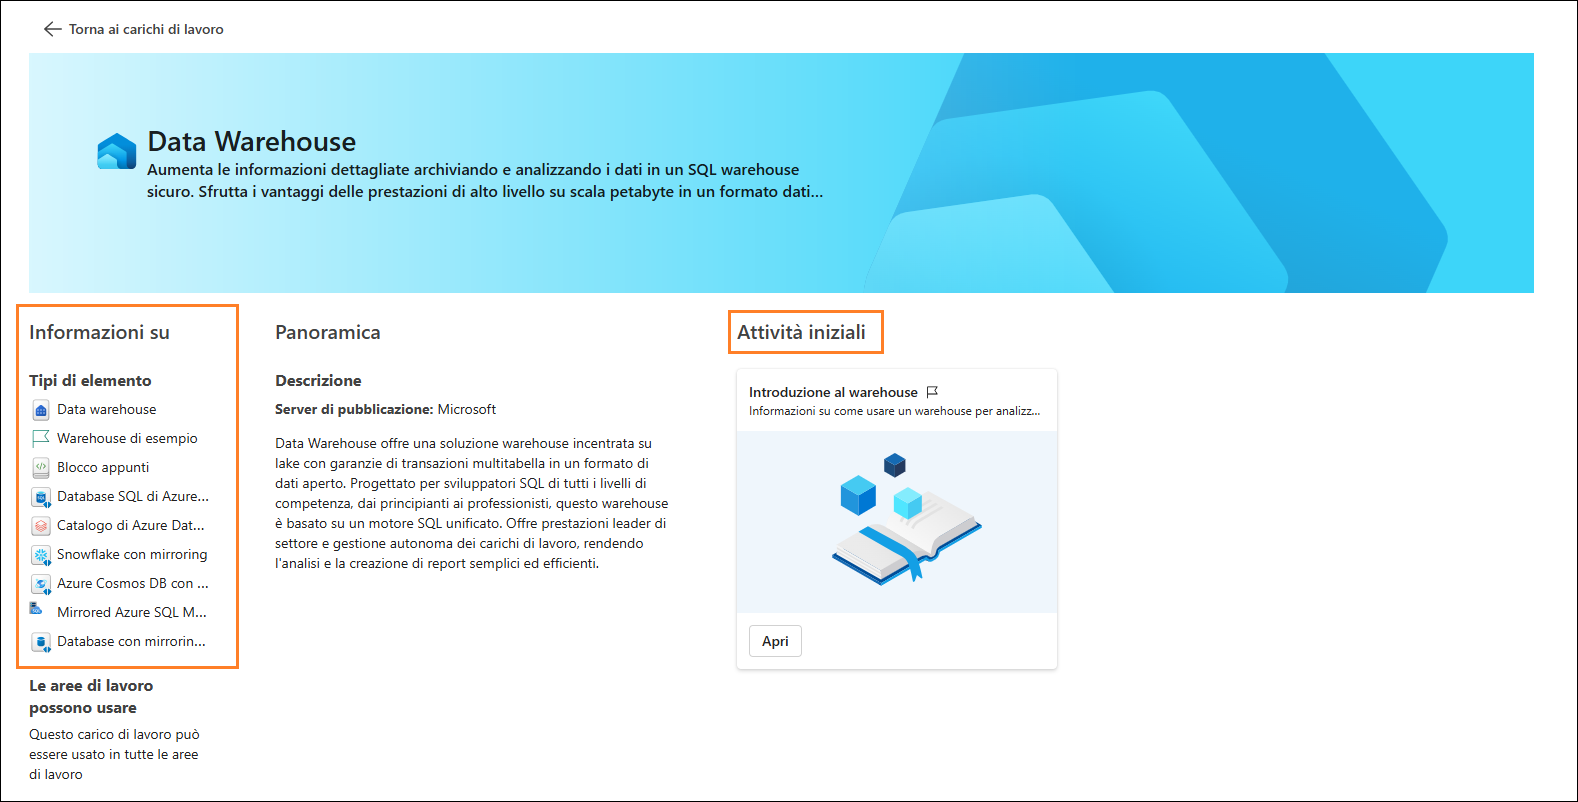 Torna ai carichi di lavoro
Data Warehouse
Aumenta le informazioni dettagliate archiviando e analizzando i dati in un SQL warehouse
sicuro. Sfrutta i vantaggi delle prestazioni di alto livello su scala petabyte in un formato dati...
Informazioni su
Tipi di elemento
Data warehouse
Warehouse di esempio
Blocco appunti
Database SQL di Azure...
Catalogo di Azure Dat...
Snowflake con mirroring
Azure Cosmos DB con ...
Mirrored Azure SQL M...
Database con mirrorin...
Le aree di lavoro
possono usare
Questo carico di lavoro può
essere usato in tutte le aree
di lavoro
Panoramica
Descrizione
Server di pubblicazione: Microsoft
Data Warehouse offre una soluzione warehouse incentrata su
lake con garanzie di transazioni multitabella in un formato di
dati aperto. Progettato per sviluppatori SQL di tutti i livelli di
competenza, dai principianti ai professionisti, questo warehouse
è basato su un motore SQL unificato. Offre prestazioni leader di
settore e gestione autonoma dei carichi di lavoro, rendendo
l'analisi e la creazione di report semplici ed efficienti.
Attività iniziali
Introduzione al warehouse
Informazioni su come usare un warehouse per analizz...
Apri